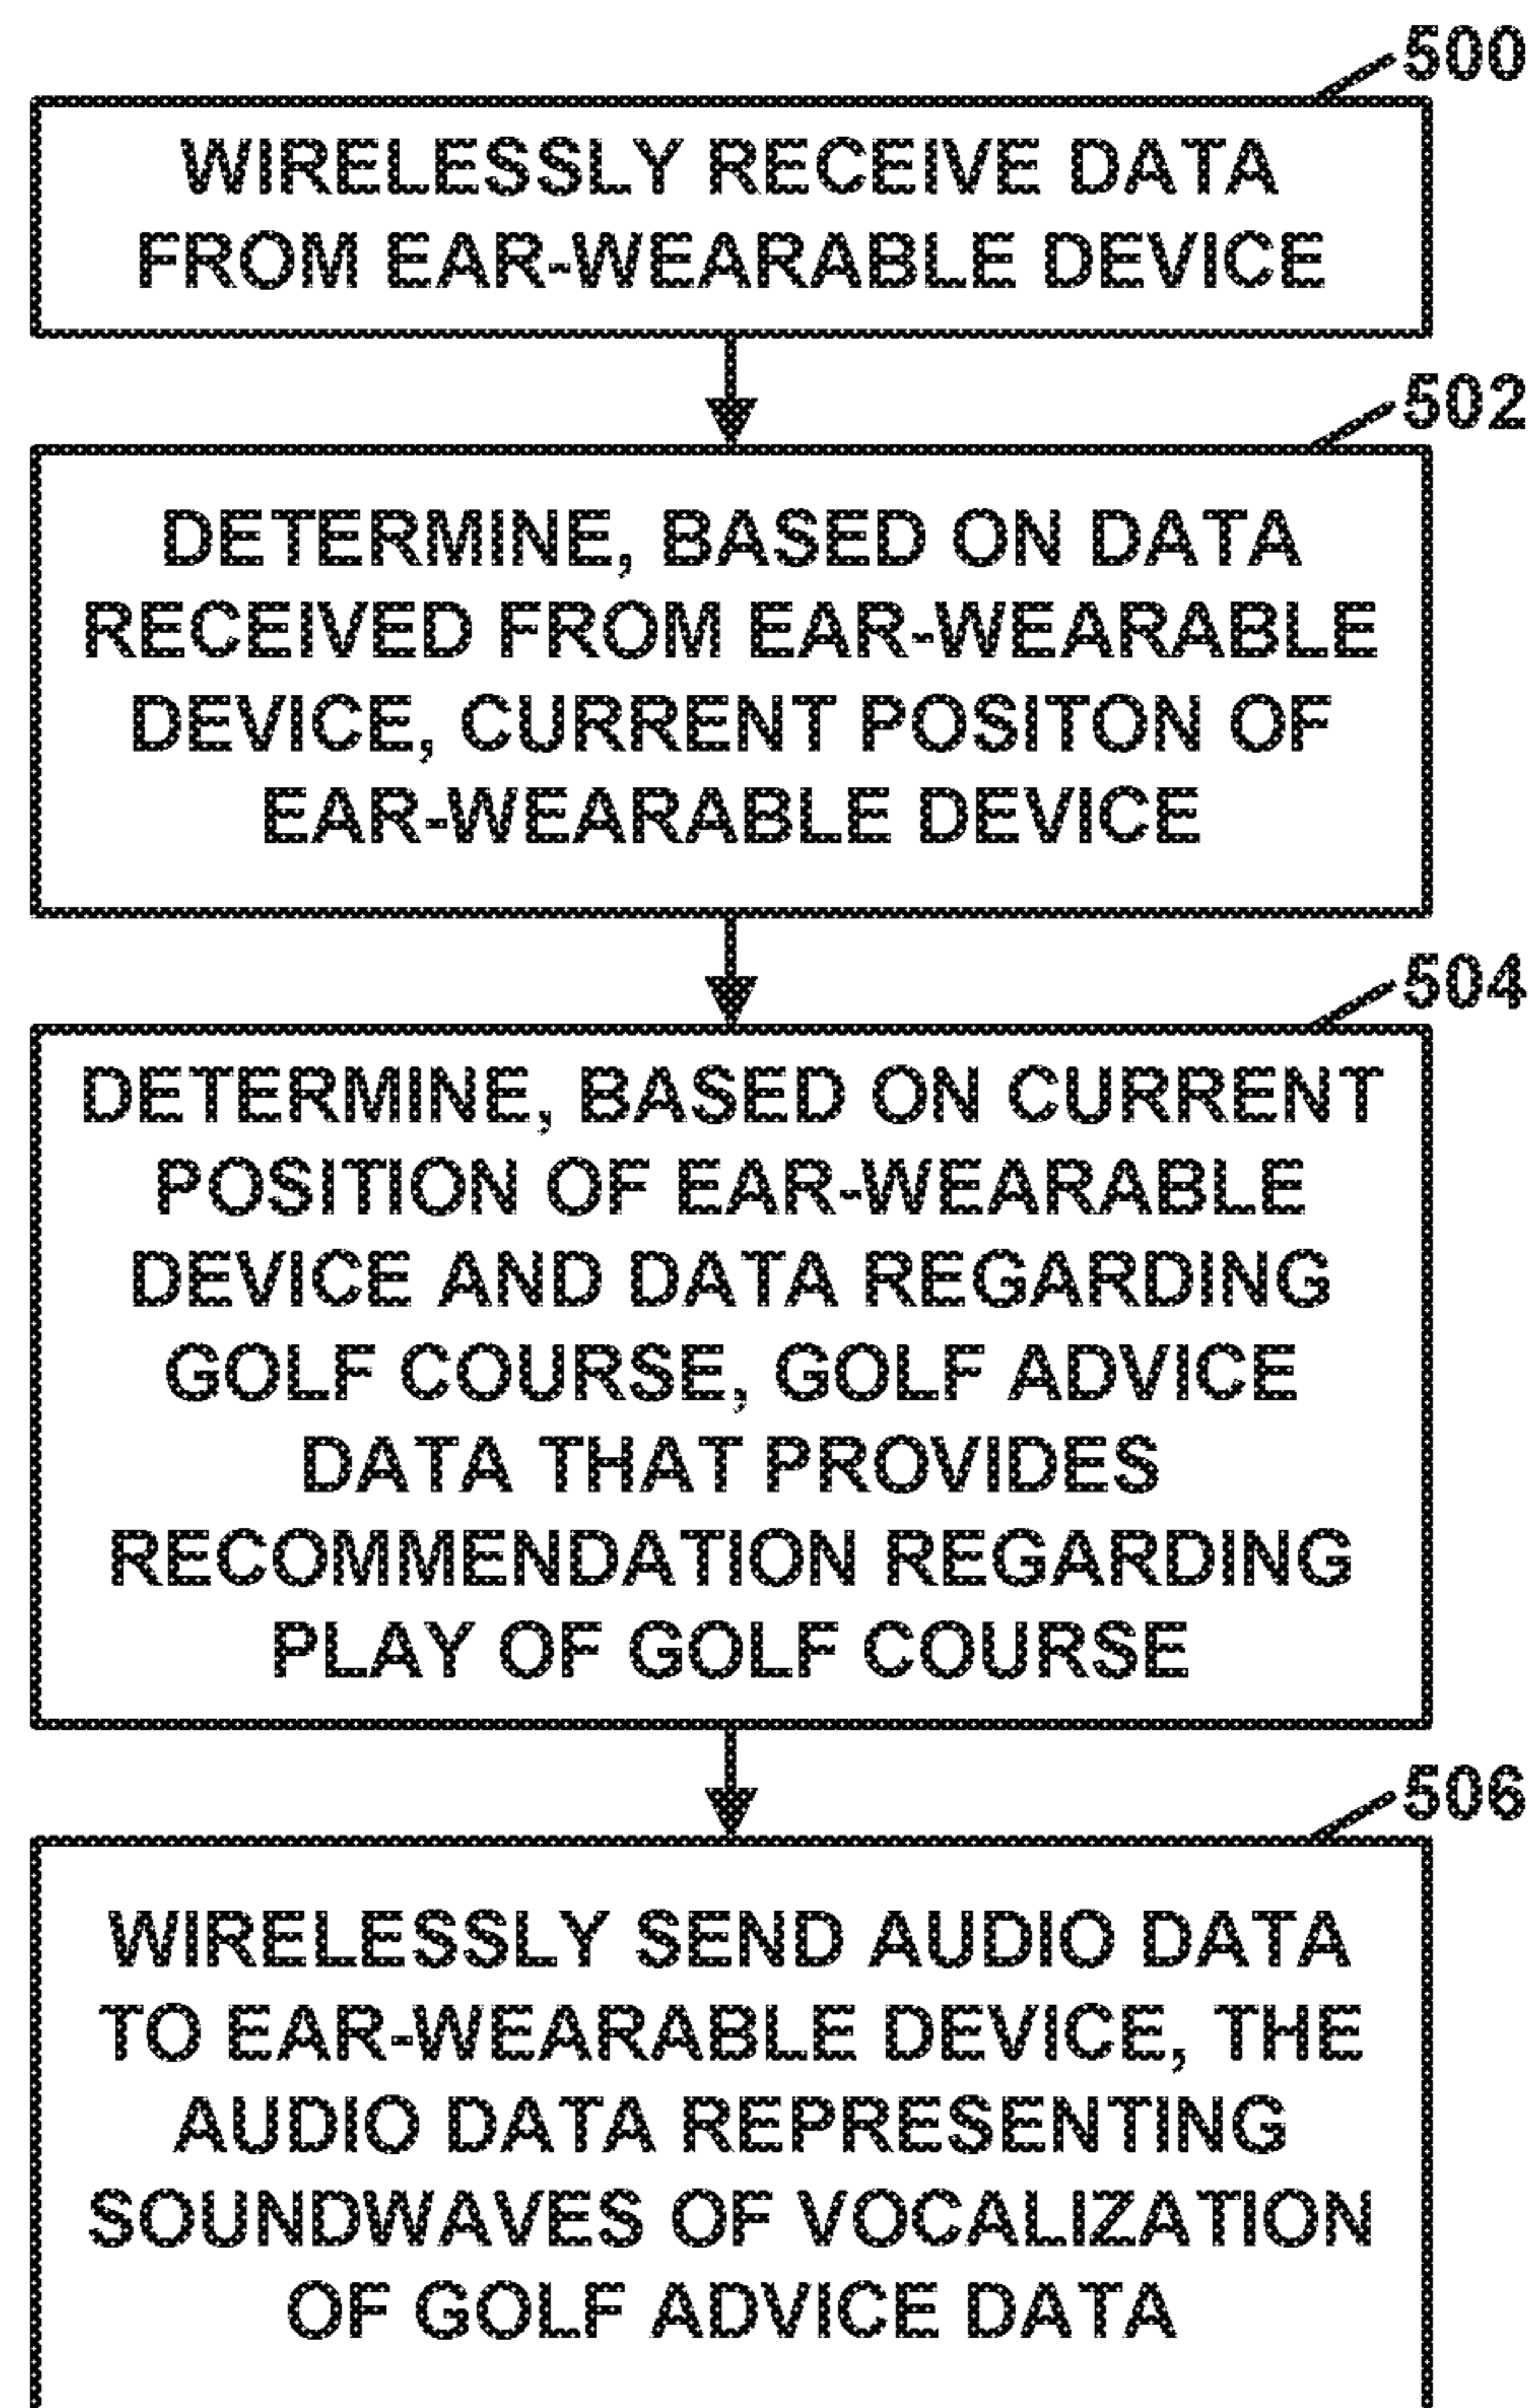 500
WIRELESSLY RECEIVE DATA
FROM EAR-WEARABLE DEVICE
502
DETERMINE, BASED ON DATA
RECEIVED FROM EAR-WEARABLE
DEVICE, CURRENT POSITON OF
EAR-WEARABLE DEVICE
504
DETERMINE, BASED ON CURRENT
POSITION OF EAR-WEARABLE
DEVICE AND DATA REGARDING
GOLF COURSE, GOLF ADVICE
DATA THAT PROVIDES
RECOMMENDATION REGARDING
PLAY OF GOLF COURSE
506
WIRELESSLY SEND AUDIO DATA
TO EAR-WEARABLE DEVICE, THE
AUDIO DATA REPRESENTING
SOUNDWAVES OF VOCALIZATION
OF GOLF ADVICE DATA